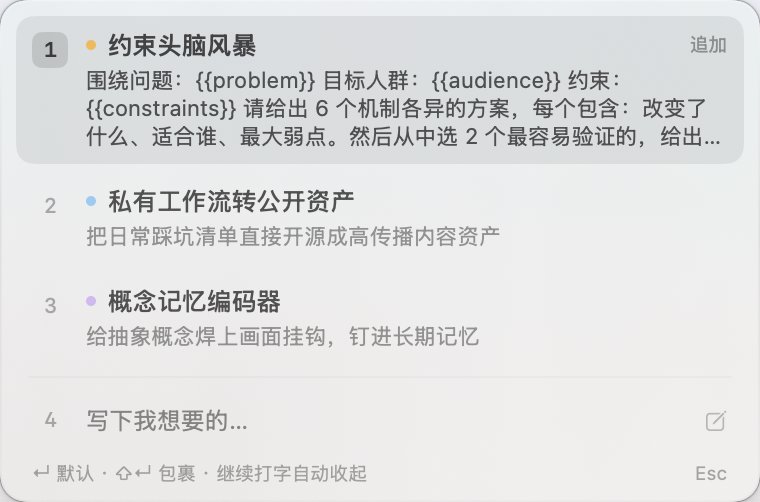 1 约束头脑风暴 追加
围绕问题：{{problem}} 目标人群：{{audience}} 约束：
{{constraints}} 请给出 6 个机制各异的方案，每个包含：改变了
什么、适合谁、最大弱点。然后从中选 2 个最容易验证的，给出...
2 私有工作流转公开资产
把日常踩坑清单直接开源成高传播内容资产
3 概念记忆编码器
给抽象概念焊上画面挂钩，钉进长期记忆
4 写下我想要的...
↵ 默认 · ⇧↵ 包裹 · 继续打字自动收起 Esc